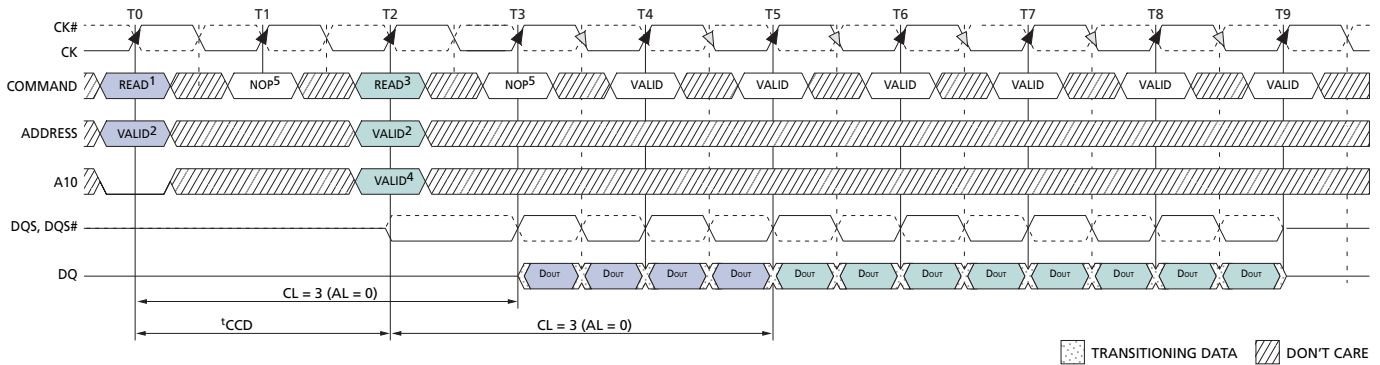 T0 T1 T2 T3 T4 T5 T6 T7 T8 T9
CK#
CK
COMMAND READ1 NOP5 READ3 NOP5 VALID VALID VALID VALID VALID VALID
ADDRESS VALID2 VALID2
A10 VALID4
DQS, DQS#
DQ DOUT DOUT DOUT DOUT DOUT DOUT DOUT DOUT DOUT DOUT DOUT DOUT
CL = 3 (AL = 0)
tCCD CL = 3 (AL = 0)
TRANSITIONING DATA DON'T CARE